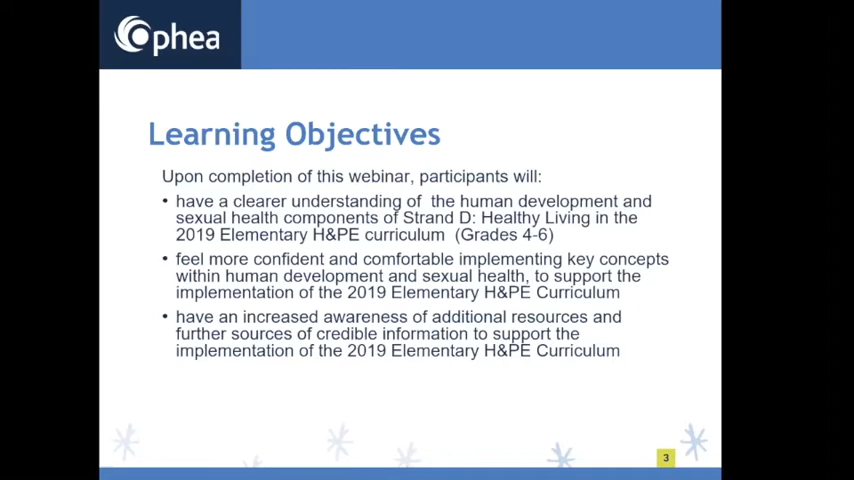 Ophea
Learning Objectives
Upon completion of this webinar, participants will:
• have a clearer understanding of the human development and
sexual health components of Strand D: Healthy Living in the
2019 Elementary H&PE curriculum (Grades 4-6)
• feel more confident and comfortable implementing key concepts
within human development and sexual health, to support the
implementation of the 2019 Elementary H&PE Curriculum
• have an increased awareness of additional resources and
further sources of credible information to support the
implementation of the 2019 Elementary H&PE Curriculum
3